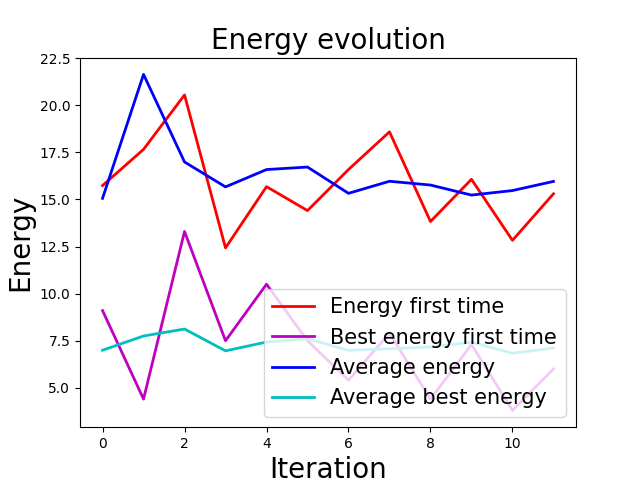 Energy evolution
22.5
20.0
17.5
15.0
12.5
10.0
7.5
5.0
Energy
Energy first time
Best energy first time
Average energy
Average best energy
0 2 4 6 8 10
Iteration